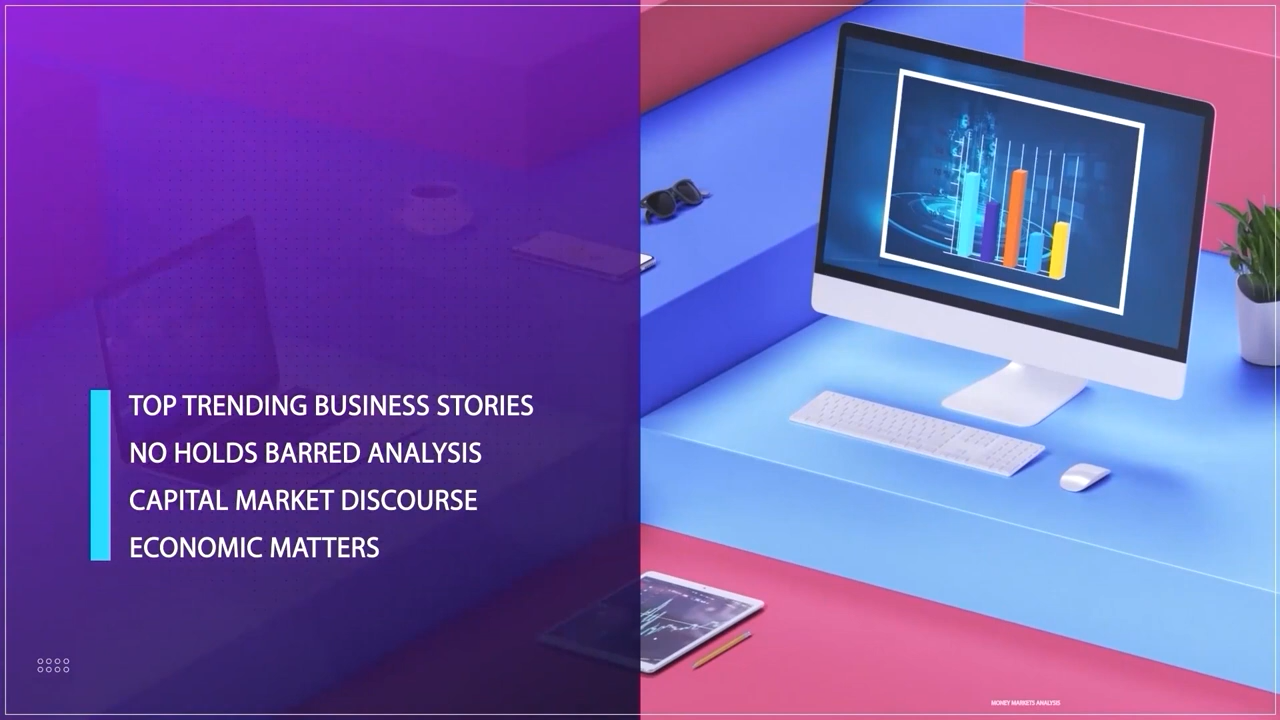 TOP TRENDING BUSINESS STORIES
NO HOLDS BARRED ANALYSIS
CAPITAL MARKET DISCOURSE
ECONOMIC MATTERS
MONEY MARKETS ANALYSIS